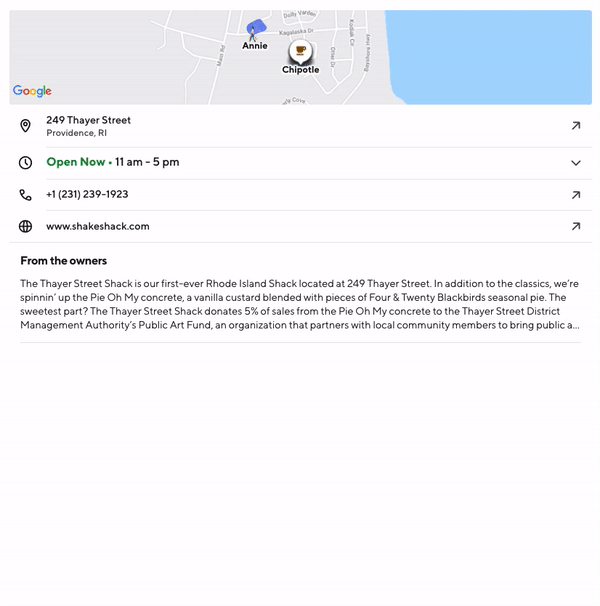 Dolly Varden
Annie
Kagalaska Dr
Main Rd
Kodiak Cir
Otter Dr
Chipotle
Google
249 Thayer Street
Providence, RI
Open Now • 11 am - 5 pm
+1 (231) 239-1923
www.shakeshack.com
From the owners
The Thayer Street Shack is our first-ever Rhode Island Shack located at 249 Thayer Street. In addition to the classics, we're
spinnin' up the Pie Oh My concrete, a vanilla custard blended with pieces of Four & Twenty Blackbirds seasonal pie. The
sweetest part? The Thayer Street Shack donates 5% of sales from the Pie Oh My concrete to the Thayer Street District
Management Authority's Public Art Fund, an organization that partners with local community members to bring public a...